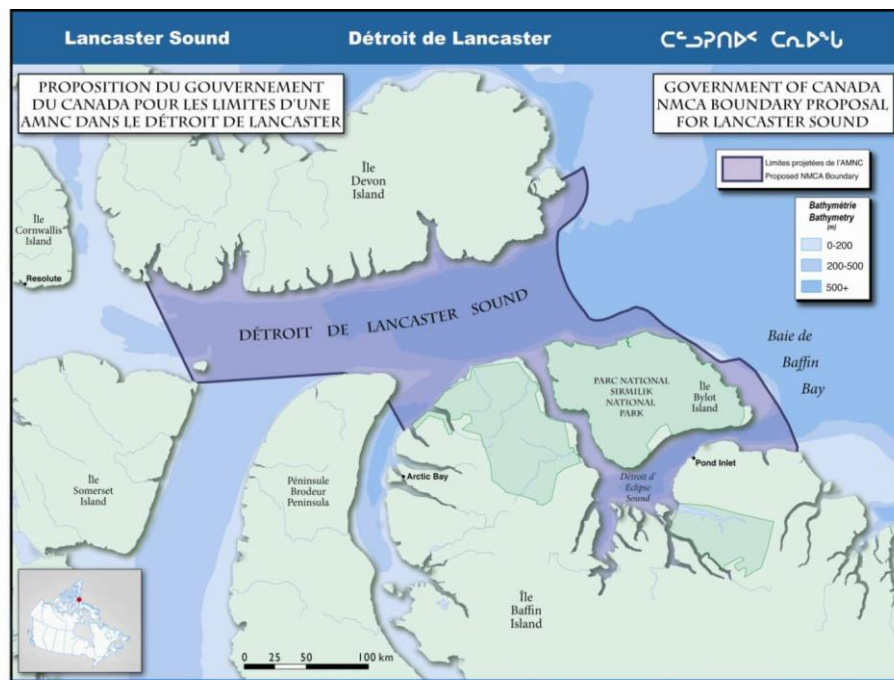 Lancaster Sound
Détroit de Lancaster
ᑕᓪᓗᕈᑎᐅᑉ ᑕᕆᐅᖓ
PROPOSITION DU GOUVERNEMENT
DU CANADA POUR LES LIMITES D'UNE
AMNC DANS LE DÉTROIT DE LANCASTER
GOVERNMENT OF CANADA
NMCA BOUNDARY PROPOSAL
FOR LANCASTER SOUND
Limites projetées de l'AMNC
Proposed NMCA Boundary
Bathymétrie
Bathymetry
(m)
0-200
200-500
500+
Île
Devon
Island
Île
Cornwallis
Island
Resolute
DÉTROIT DE LANCASTER SOUND
Baie de
Baffin
Bay
PARC NATIONAL
SIRMILIK
NATIONAL
PARK
Île
Bylot
Island
Pond Inlet
Arctic Bay
Détroit d'
Eclipse
Sound
Péninsule
Brodeur
Peninsula
Île
Somerset
Island
Île
Baffin
Island
0 25 50 100 km